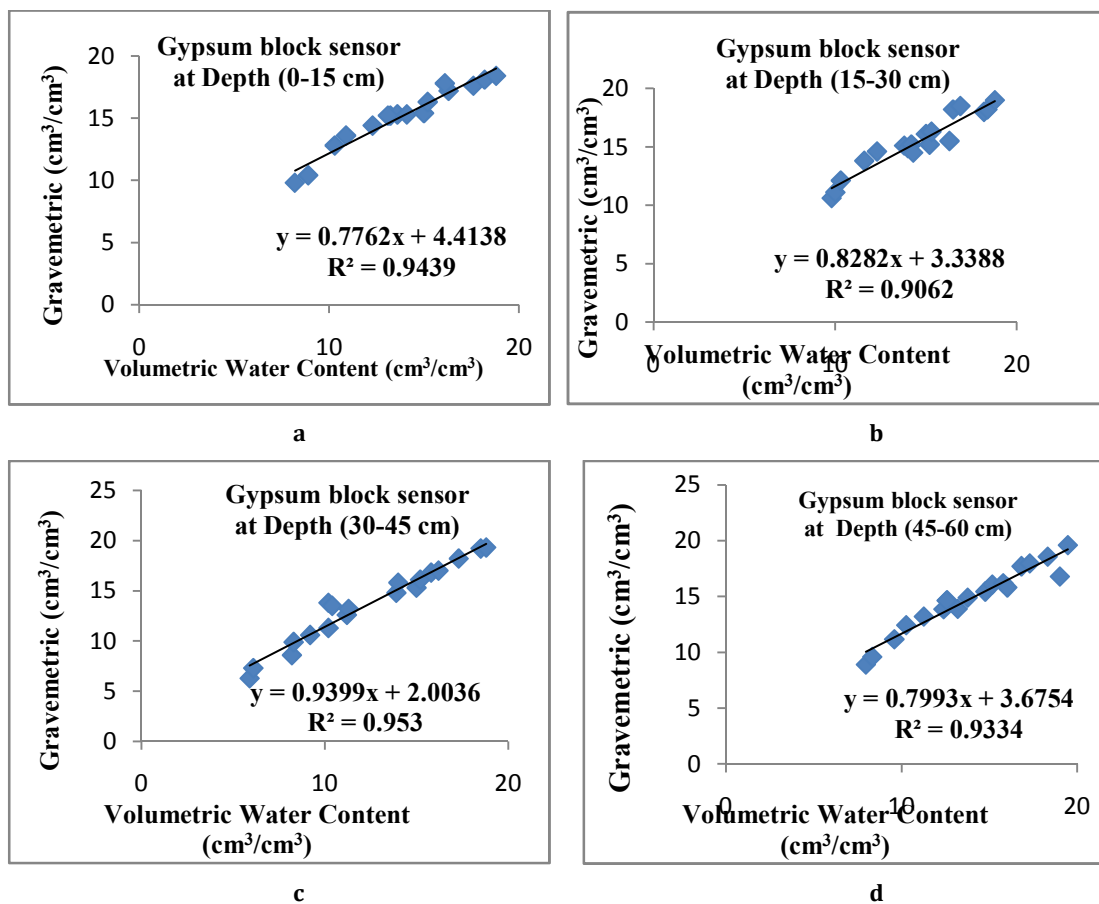 Gypsum block sensor
at Depth (0-15 cm)
Gravemetric (cm³/cm³)
20
15
10
5
0
y = 0.7762x + 4.4138
R² = 0.9439
0 10 20
Volumetric Water Content (cm³/cm³)
a
Gypsum block sensor
at Depth (15-30 cm)
Gravemetric (cm³/cm³)
20
15
10
5
0
y = 0.8282x + 3.3388
R² = 0.9062
0 10 20
Volumetric Water Content
(cm³/cm³)
b
Gypsum block sensor
at Depth (30-45 cm)
Gravemetric (cm³/cm³)
25
20
15
10
5
0
y = 0.9399x + 2.0036
R² = 0.953
0 10 20
Volumetric Water Content
(cm³/cm³)
c
Gypsum block sensor
at Depth (45-60 cm)
Gravemetric (cm³/cm³)
25
20
15
10
5
0
y = 0.7993x + 3.6754
R² = 0.9334
0 10 20
Volumetric Water Content
(cm³/cm³)
d